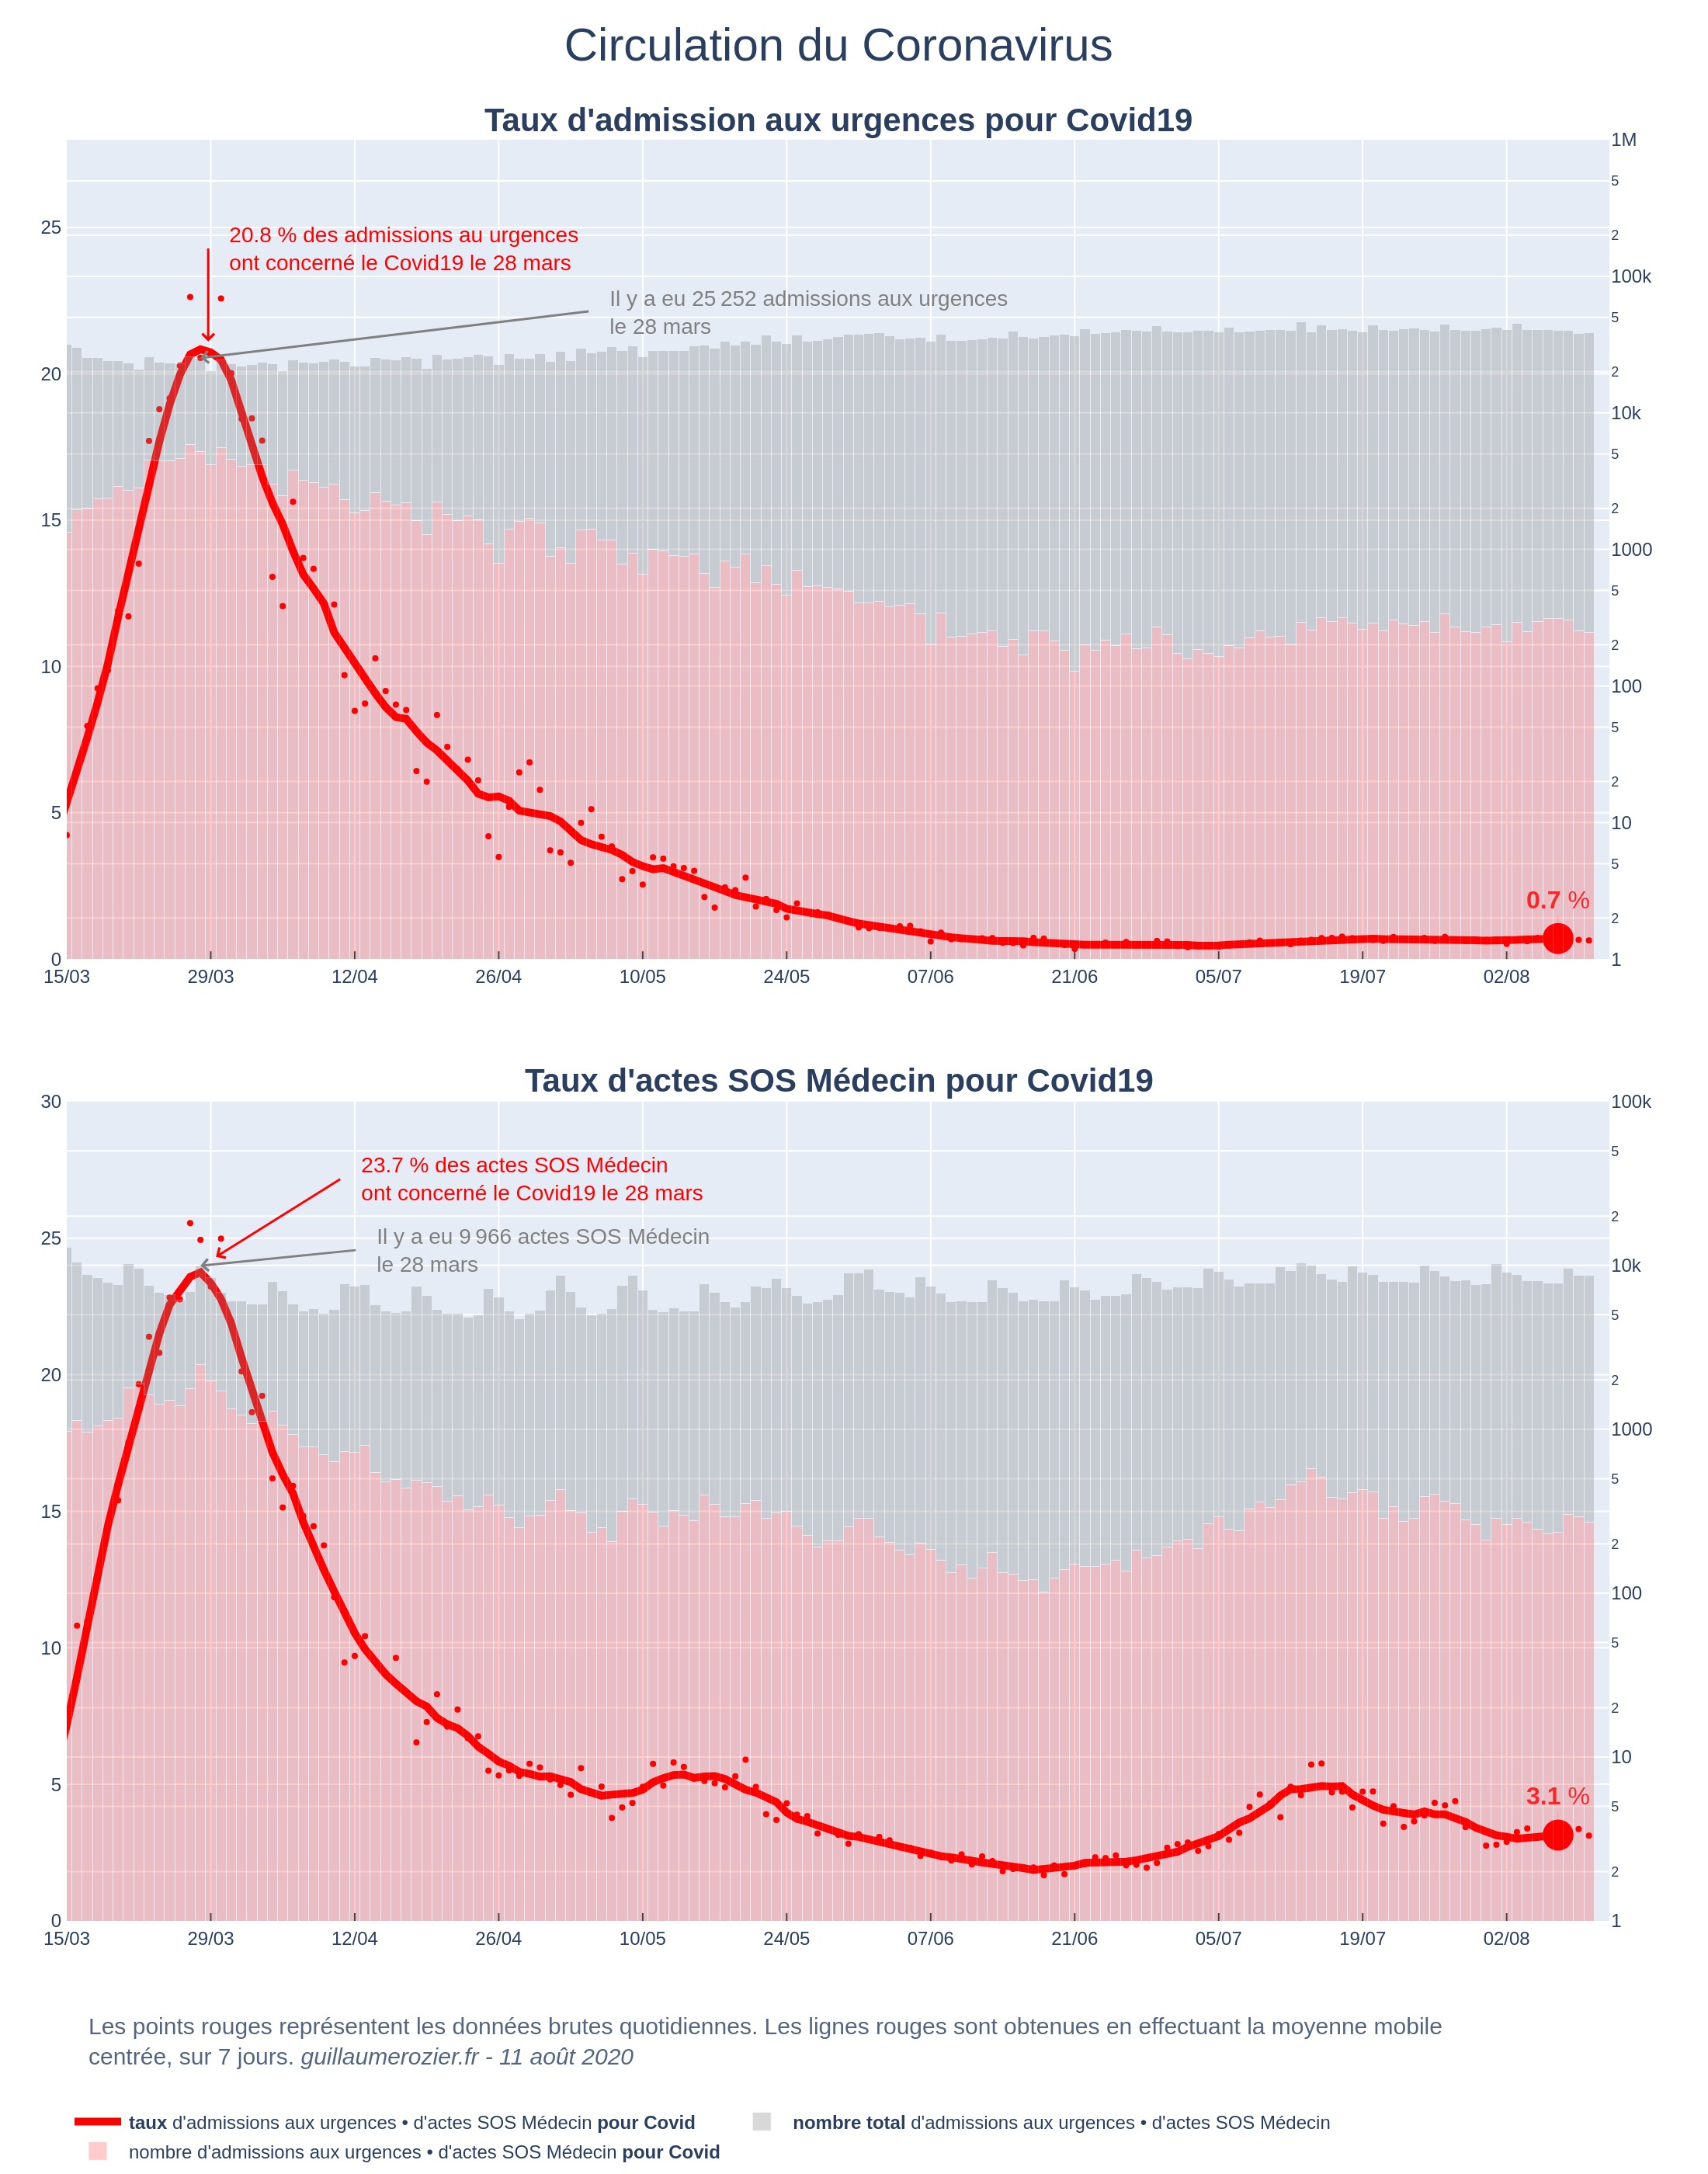 Circulation du Coronavirus
Taux d'admission aux urgences pour Covid19
1M
5
25
2
20.8 % des admissions au urgences
ont concerné le Covid19 le 28 mars
100k
Il y a eu 25 252 admissions aux urgences
le 28 mars
5
20
2
10k
5
15
2
1000
5
10
2
100
5
5
2
10
5
0.7 %
2
0
1
15/03 29/03 12/04 26/04 10/05 24/05 07/06 21/06 05/07 19/07 02/08
Taux d'actes SOS Médecin pour Covid19
30
100k
5
23.7 % des actes SOS Médecin
ont concerné le Covid19 le 28 mars
2
25
Il y a eu 9 966 actes SOS Médecin
le 28 mars
10k
5
20
2
1000
5
15
2
100
10
5
2
10
5
3.1 %
5
2
0
1
15/03 29/03 12/04 26/04 10/05 24/05 07/06 21/06 05/07 19/07 02/08
Les points rouges représentent les données brutes quotidiennes. Les lignes rouges sont obtenues en effectuant la moyenne mobile
centrée, sur 7 jours. guillaumerozier.fr - 11 août 2020
taux d'admissions aux urgences • d'actes SOS Médecin pour Covid
nombre total d'admissions aux urgences • d'actes SOS Médecin
nombre d'admissions aux urgences • d'actes SOS Médecin pour Covid